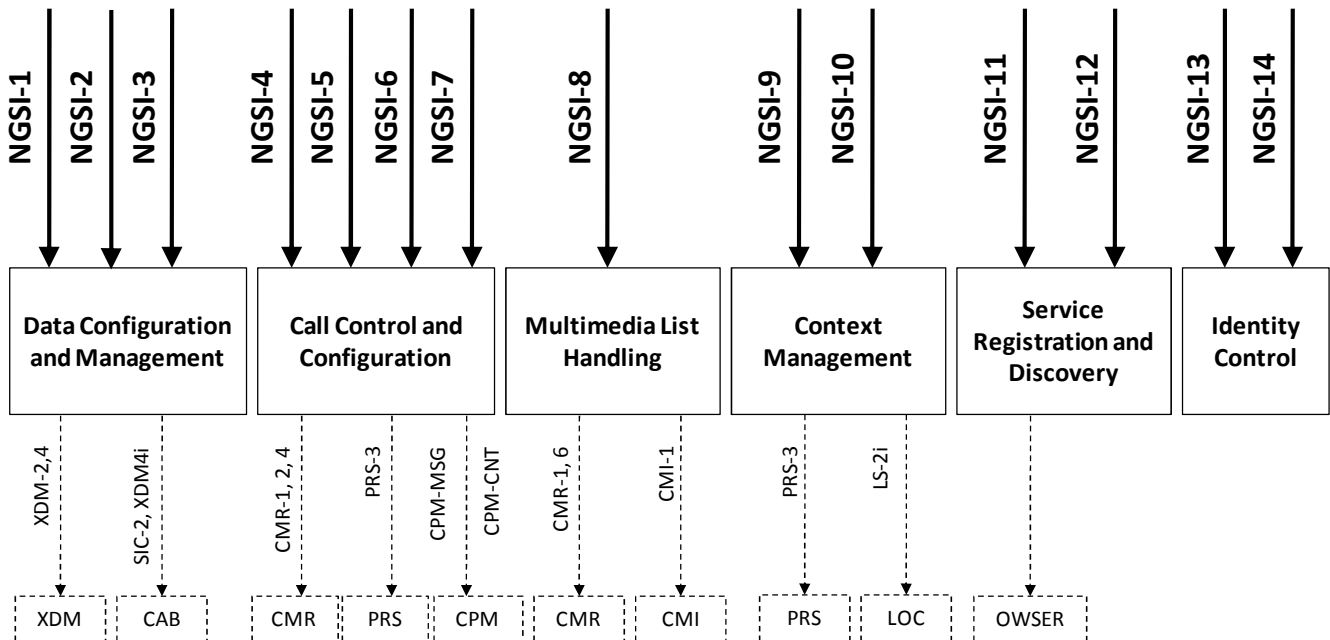 NGSI-1
NGSI-2
NGSI-3
NGSI-4
NGSI-5
NGSI-6
NGSI-7
NGSI-8
NGSI-9
NGSI-10
NGSI-11
NGSI-12
NGSI-13
NGSI-14
Data Configuration
and Management
Call Control and
Configuration
Multimedia List
Handling
Context
Management
Service
Registration and
Discovery
Identity
Control
XDM-2,4
SIC-2, XDM4i
CMR-1, 2, 4
PRS-3
CPM-MSG
CPM-CNT
CMR-1, 6
CMI-1
PRS-3
LS-2i
XDM
CAB
CMR
PRS
CPM
CMR
CMI
PRS
LOC
OWSER